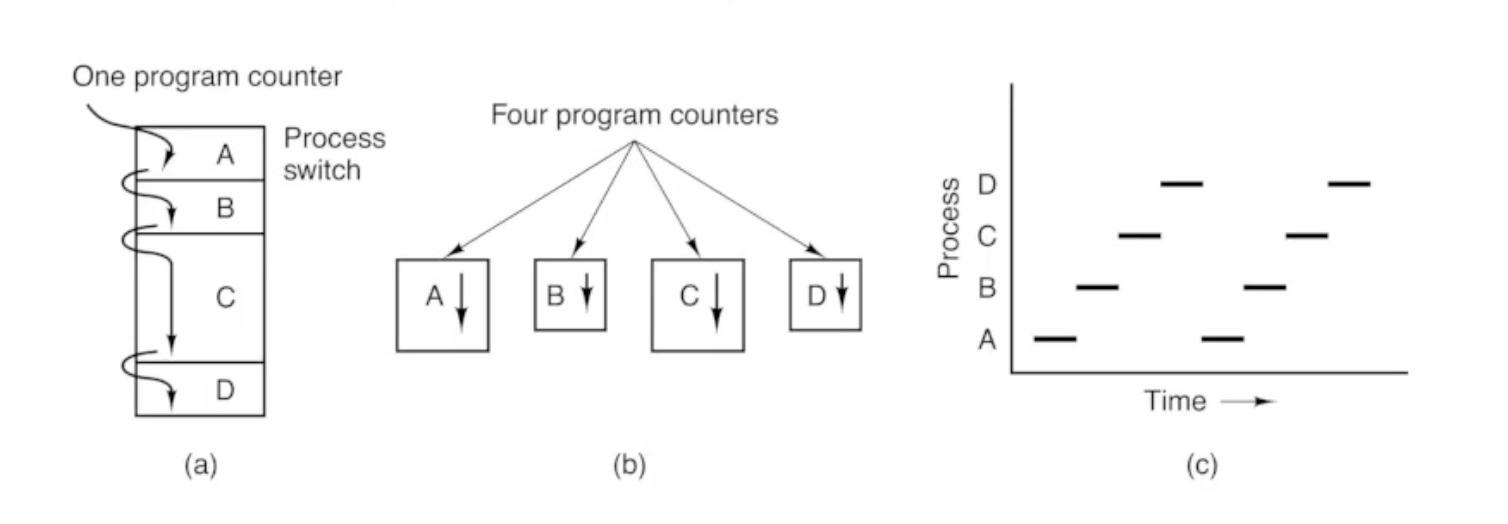 One program counter
Process
switch
A
B
C
D
(a)
Four program counters
A
B
C
D
(b)
Process
D
C
B
A
Time
(c)